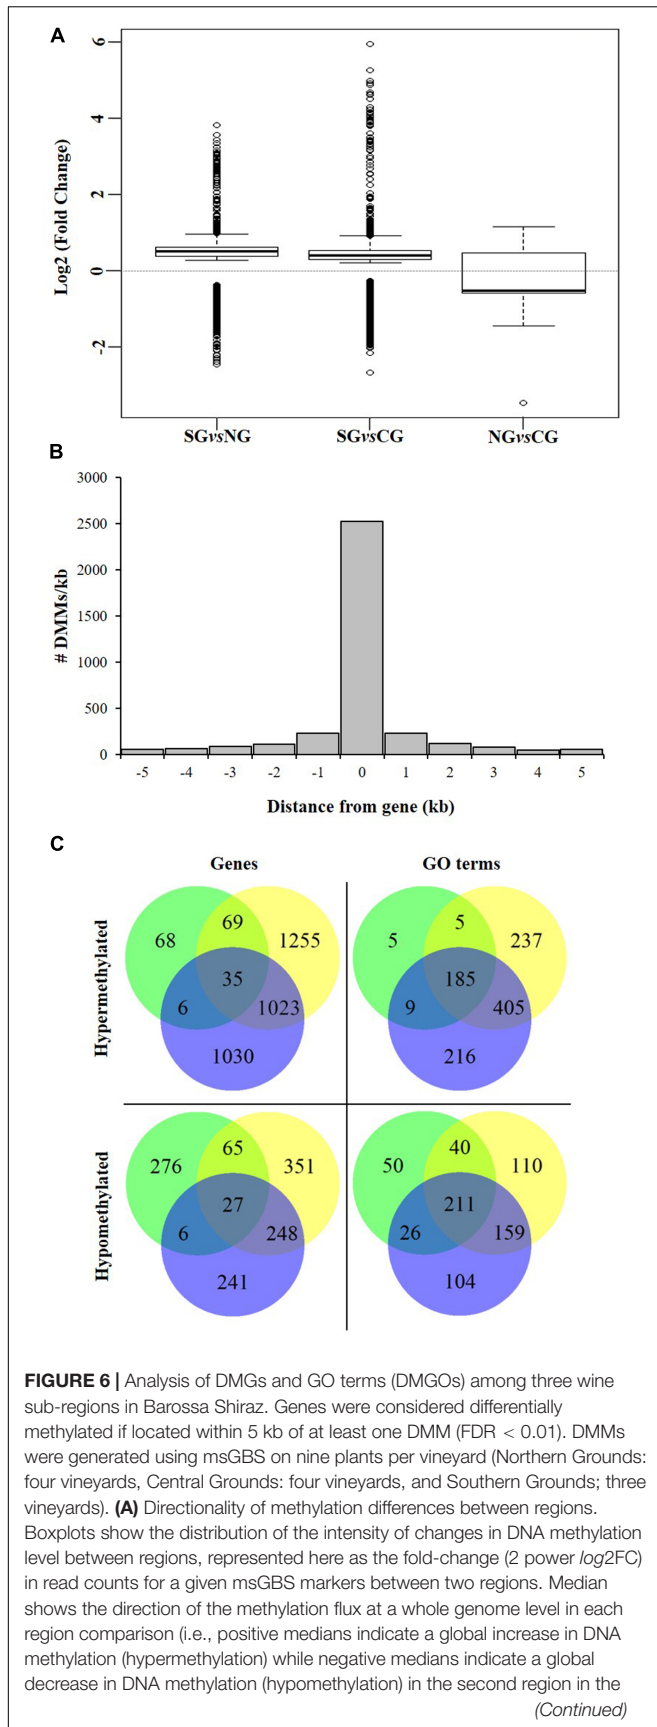 A
6
4
2
0
-2
Log2 (Fold Change)
SGvsNG SGvsCG NGvsCG
B
3000
2500
2000
1500
1000
500
0
# DMMs/kb
-5 -4 -3 -2 -1 0 1 2 3 4 5
Distance from gene (kb)
C
Genes GO terms
Hypermethylated
68 69 1255
35
6 1023
1030
5 5 237
185
9 405
216
Hypomethylated
276 65 351
27
6 248
241
50 40 110
211
26 159
104
FIGURE 6 | Analysis of DMGs and GO terms (DMGOs) among three wine
sub-regions in Barossa Shiraz. Genes were considered differentially
methylated if located within 5 kb of at least one DMM (FDR < 0.01). DMMs
were generated using msGBS on nine plants per vineyard (Northern Grounds:
four vineyards, Central Grounds: four vineyards, and Southern Grounds; three
vineyards). (A) Directionality of methylation differences between regions.
Boxplots show the distribution of the intensity of changes in DNA methylation
level between regions, represented here as the fold-change (2 power log2FC)
in read counts for a given msGBS markers between two regions. Median
shows the direction of the methylation flux at a whole genome level in each
region comparison (i.e., positive medians indicate a global increase in DNA
methylation (hypermethylation) while negative medians indicate a global
decrease in DNA methylation (hypomethylation) in the second region in the
(Continued)